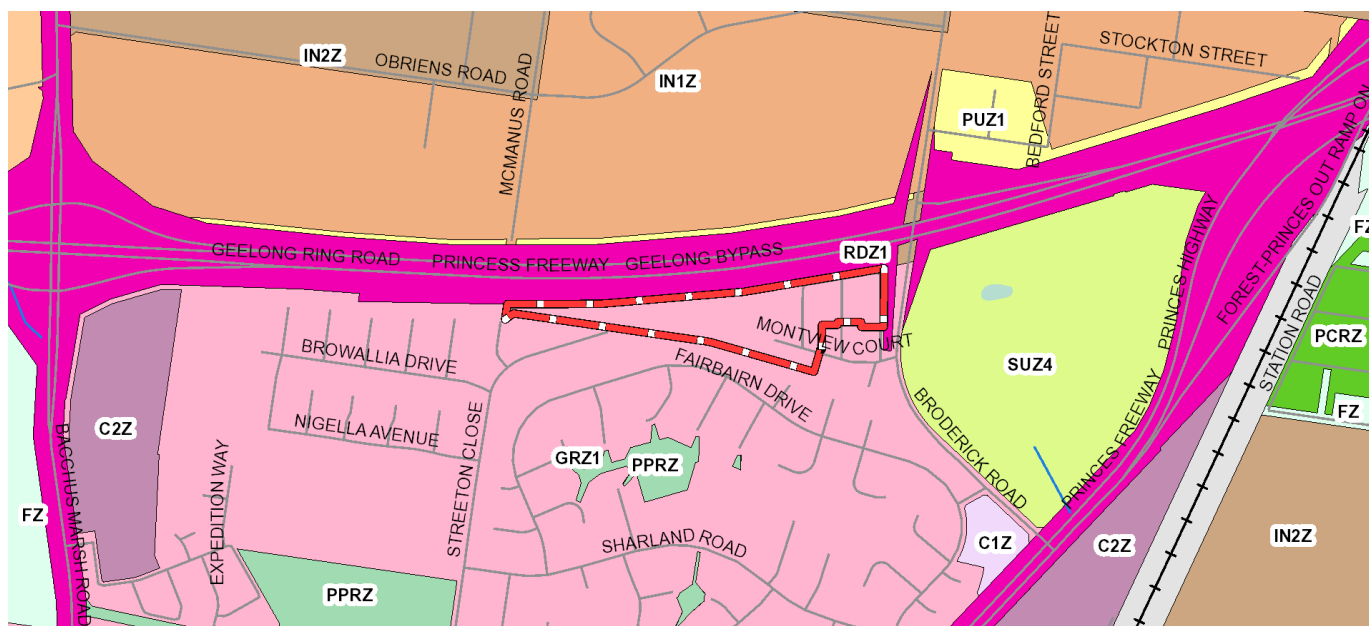 STOCKTON STREET
IN2Z
OBRIENS ROAD
IN1Z
BEDFORD STREET
MCMANUS ROAD
PUZ1
FOREST-PRINCES OUT RAMP ON
PRINCES HIGHWAY
FZ
GEELONG RING ROAD
PRINCESS FREEWAY
GEELONG BYPASS
RDZ1
STATION ROAD
PCRZ
MONTVIEW COURT
BROWALLIA DRIVE
FAIRBAIRN DRIVE
SUZ4
BRODERICK ROAD
PRINCES FREEWAY
FZ
C2Z
NIGELLA AVENUE
STREETON CLOSE
GRZ1
PPRZ
BACCHUS MARSH ROAD
EXPEDITION WAY
FZ
SHARLAND ROAD
C1Z
C2Z
IN2Z
PPRZ